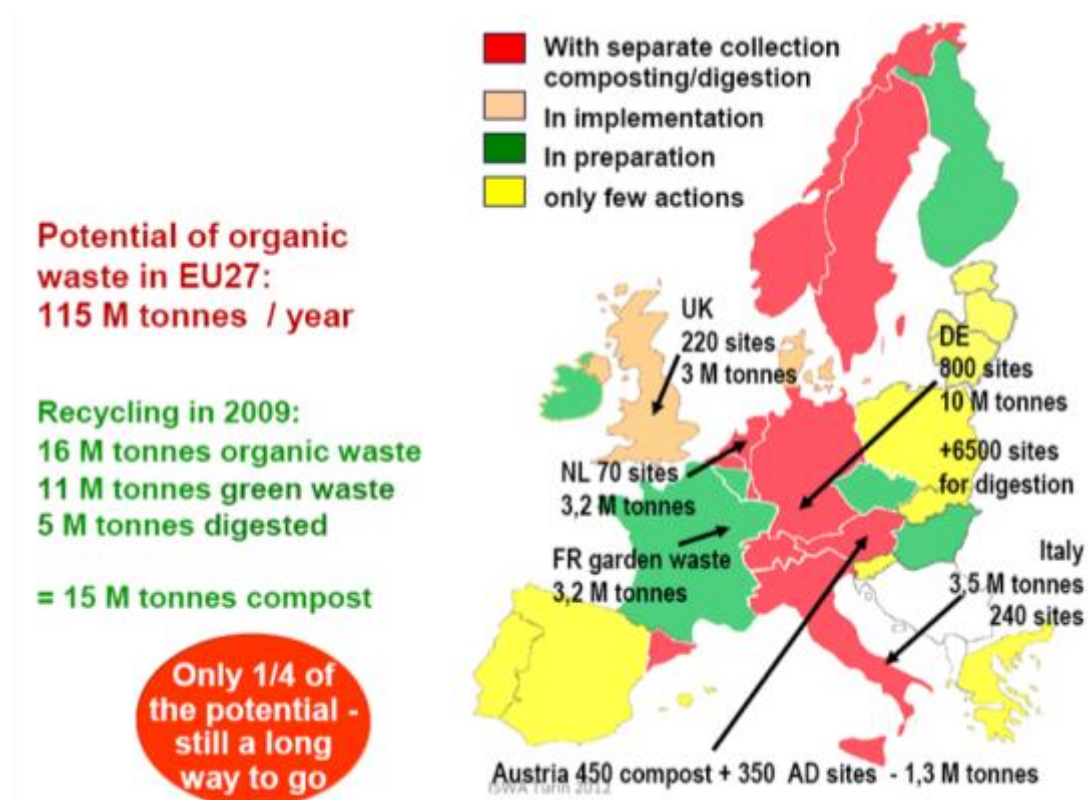 With separate collection
composting/digestion
In implementation
In preparation
only few actions
Potential of organic
waste in EU27:
115 M tonnes / year
Recycling in 2009:
16 M tonnes organic waste
11 M tonnes green waste
5 M tonnes digested
= 15 M tonnes compost
Only 1/4 of
the potential -
still a long
way to go
UK
220 sites
3 M tonnes
DE
800 sites
10 M tonnes
+6500 sites
for digestion
NL 70 sites
3,2 M tonnes
FR garden waste
3,2 M tonnes
Italy
3,5 M tonnes
240 sites
Austria 450 compost + 350 AD sites - 1,3 M tonnes
ISWA Turin 2012